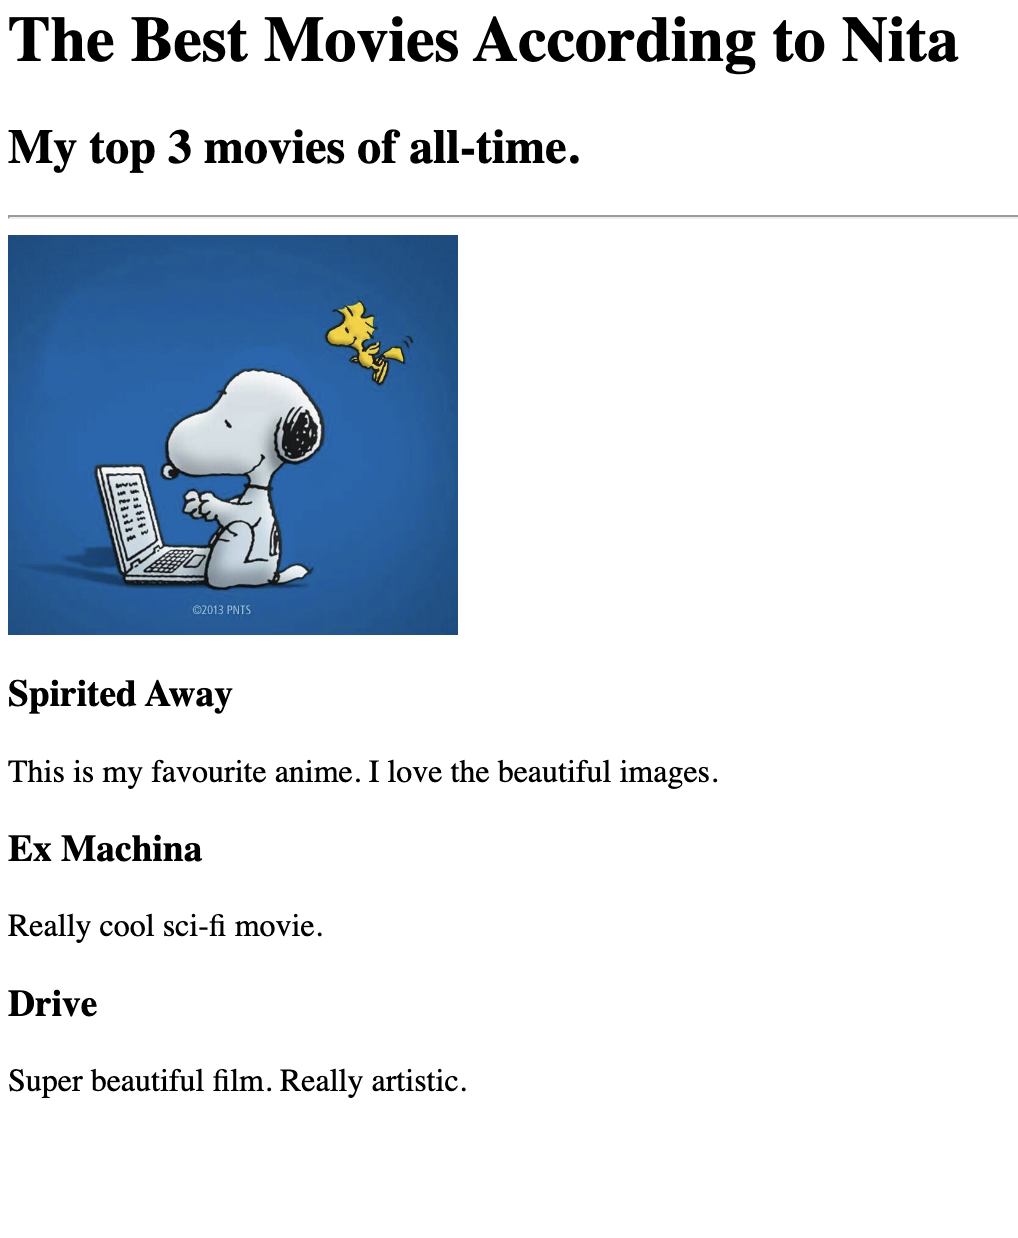 The Best Movies According to Nita
My top 3 movies of all-time.
©2013 PNTS
Spirited Away
This is my favourite anime. I love the beautiful images.
Ex Machina
Really cool sci-fi movie.
Drive
Super beautiful film. Really artistic.